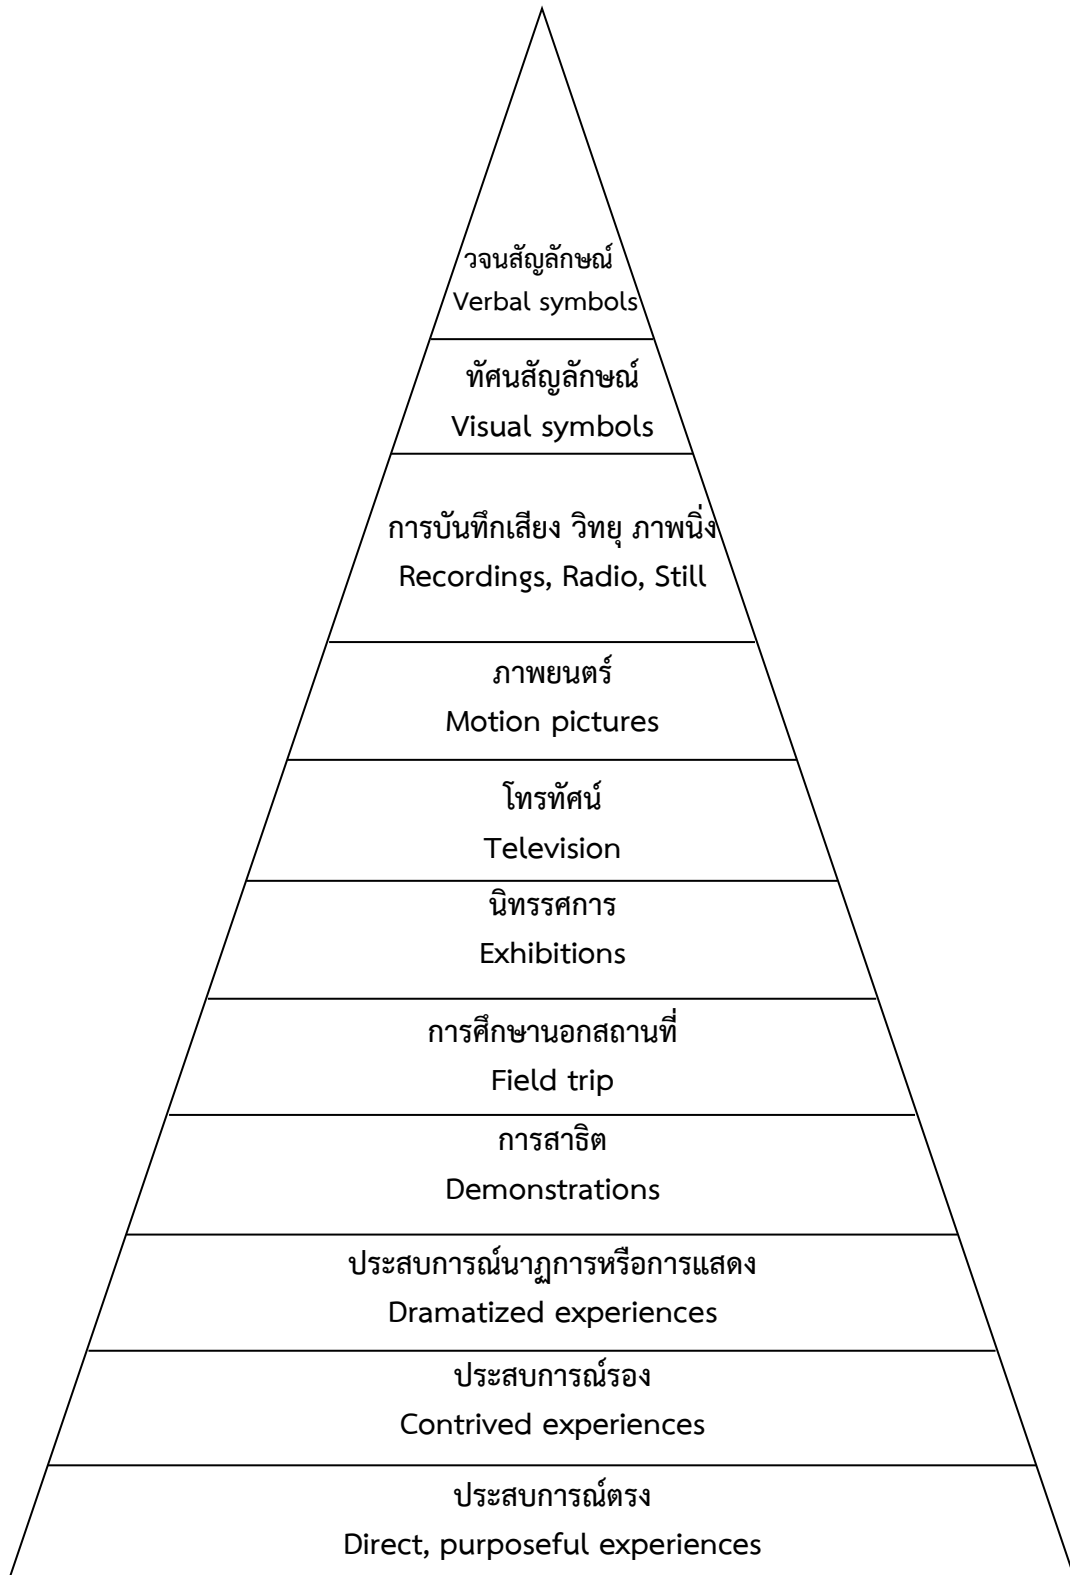 วจนสัญลักษณ์
Verbal symbols
ทัศนสัญลักษณ์
Visual symbols
การบันทึกเสียง วิทยุ ภาพนิ่ง
Recordings, Radio, Still
ภาพยนตร์
Motion pictures
โทรทัศน์
Television
นิทรรศการ
Exhibitions
การศึกษานอกสถานที่
Field trip
การสาธิต
Demonstrations
ประสบการณ์นาฏการหรือการแสดง
Dramatized experiences
ประสบการณ์รอง
Contrived experiences
ประสบการณ์ตรง
Direct, purposeful experiences